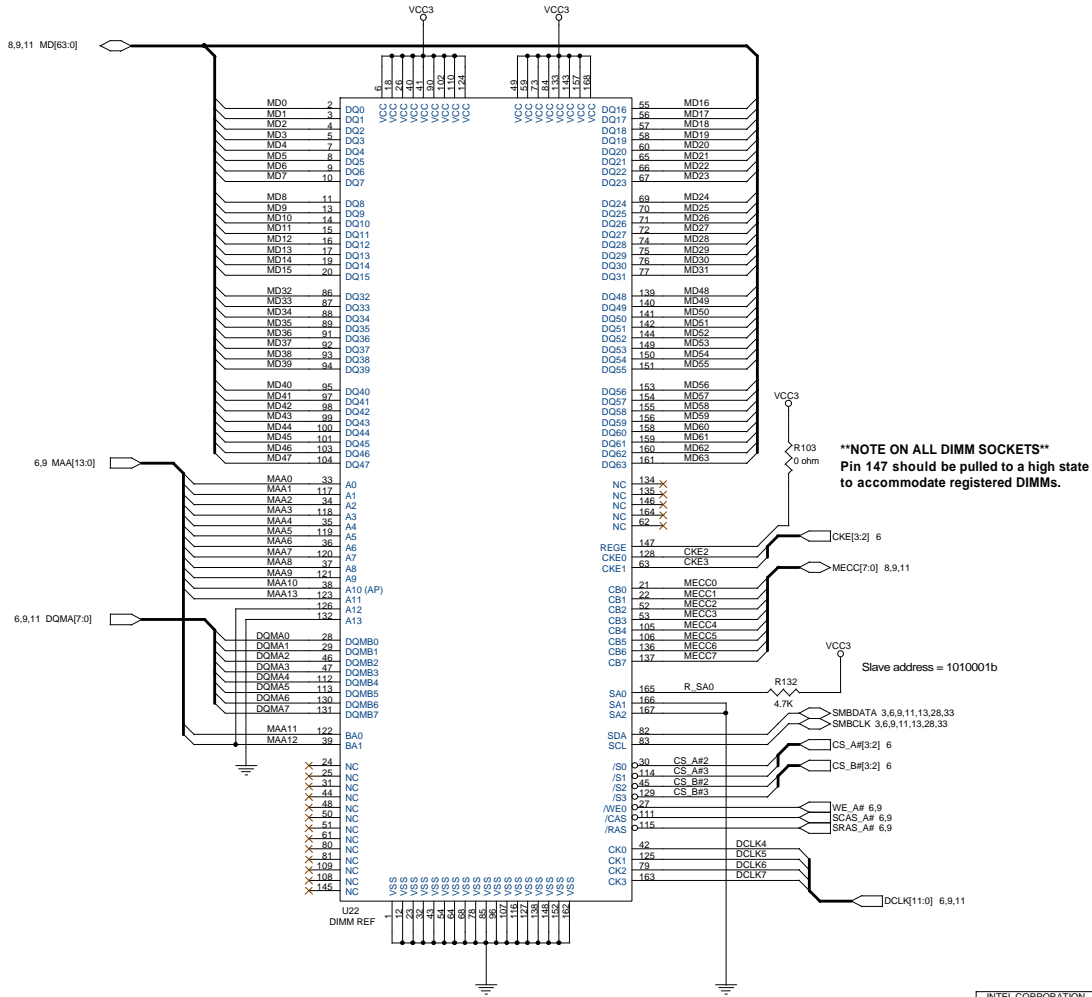 VCC3 VCC3
8,9,11 MD[63:0]
6 18 26 40 41 90 102 110 124
49 59 73 84 133 143 157 168
VCC VCC VCC VCC VCC VCC VCC VCC VCC
VCC VCC VCC VCC VCC VCC VCC VCC
MD0 2 DQ0 DQ16 55 MD16
MD1 3 DQ1 DQ17 56 MD17
MD2 4 DQ2 DQ18 57 MD18
MD3 5 DQ3 DQ19 58 MD19
MD4 7 DQ4 DQ20 60 MD20
MD5 8 DQ5 DQ21 65 MD21
MD6 9 DQ6 DQ22 66 MD22
MD7 10 DQ7 DQ23 67 MD23
MD8 11 DQ8 DQ24 69 MD24
MD9 13 DQ9 DQ25 70 MD25
MD10 14 DQ10 DQ26 71 MD26
MD11 15 DQ11 DQ27 72 MD27
MD12 16 DQ12 DQ28 74 MD28
MD13 17 DQ13 DQ29 75 MD29
MD14 19 DQ14 DQ30 76 MD30
MD15 20 DQ15 DQ31 77 MD31
MD32 86 DQ32 DQ48 139 MD48
MD33 87 DQ33 DQ49 140 MD49
MD34 88 DQ34 DQ50 141 MD50
MD35 89 DQ35 DQ51 142 MD51
MD36 91 DQ36 DQ52 144 MD52
MD37 92 DQ37 DQ53 149 MD53
MD38 93 DQ38 DQ54 150 MD54
MD39 94 DQ39 DQ55 151 MD55
MD40 95 DQ40 DQ56 153 MD56
MD41 97 DQ41 DQ57 154 MD57
MD42 98 DQ42 DQ58 155 MD58
MD43 99 DQ43 DQ59 156 MD59
MD44 100 DQ44 DQ60 158 MD60
MD45 101 DQ45 DQ61 159 MD61
MD46 103 DQ46 DQ62 160 MD62
MD47 104 DQ47 DQ63 161 MD63
VCC3
R103
0 ohm
**NOTE ON ALL DIMM SOCKETS**
Pin 147 should be pulled to a high state
to accommodate registered DIMMs.
6,9 MAA[13:0]
MAA0 33 A0
MAA1 117 A1
MAA2 34 A2
MAA3 118 A3
MAA4 35 A4
MAA5 119 A5
MAA6 36 A6
MAA7 120 A7
MAA8 37 A8
MAA9 121 A9
MAA10 38 A10 (AP)
MAA13 123 A11
126 A12
132 A13
NC 134
NC 135
NC 146
NC 164
NC 62
REGE 147
CKE0 128 CKE2
CKE1 63 CKE3
CKE[3:2] 6
CB0 21 MECC0
CB1 22 MECC1
CB2 52 MECC2
CB3 53 MECC3
CB4 105 MECC4
CB5 106 MECC5
CB6 136 MECC6
CB7 137 MECC7
MECC[7:0] 8,9,11
6,9,11 DQMA[7:0]
DQMA0 28 DQMB0
DQMA1 29 DQMB1
DQMA2 46 DQMB2
DQMA3 47 DQMB3
DQMA4 112 DQMB4
DQMA5 113 DQMB5
DQMA6 130 DQMB6
DQMA7 131 DQMB7
VCC3
Slave address = 1010001b
SA0 165 R_SA0 R132
4.7K
SA1 166
SA2 167
MAA11 122 BA0
MAA12 39 BA1
SDA 82 SMBDATA 3,6,9,11,13,28,33
SCL 83 SMBCLK 3,6,9,11,13,28,33
24 NC
25 NC
31 NC
44 NC
48 NC
50 NC
51 NC
61 NC
80 NC
81 NC
109 NC
108 NC
145 NC
/S0 30 CS_A#2
/S1 114 CS_A#3
/S2 45 CS_B#2
/S3 129 CS_B#3
CS_A#[3:2] 6
CS_B#[3:2] 6
/WE0 27 WE_A# 6,9
/CAS 111 SCAS_A# 6,9
/RAS 115 SRAS_A# 6,9
CK0 42 DCLK4
CK1 125 DCLK5
CK2 79 DCLK6
CK3 163 DCLK7
DCLK[11:0] 6,9,11
VSS VSS VSS VSS VSS VSS VSS VSS VSS VSS VSS VSS VSS VSS VSS VSS VSS VSS
U22
DIMM REF
1 12 23 32 43 54 64 68 78 85 96 107 116 127 138 148 152 162
INTEL CORPORATION